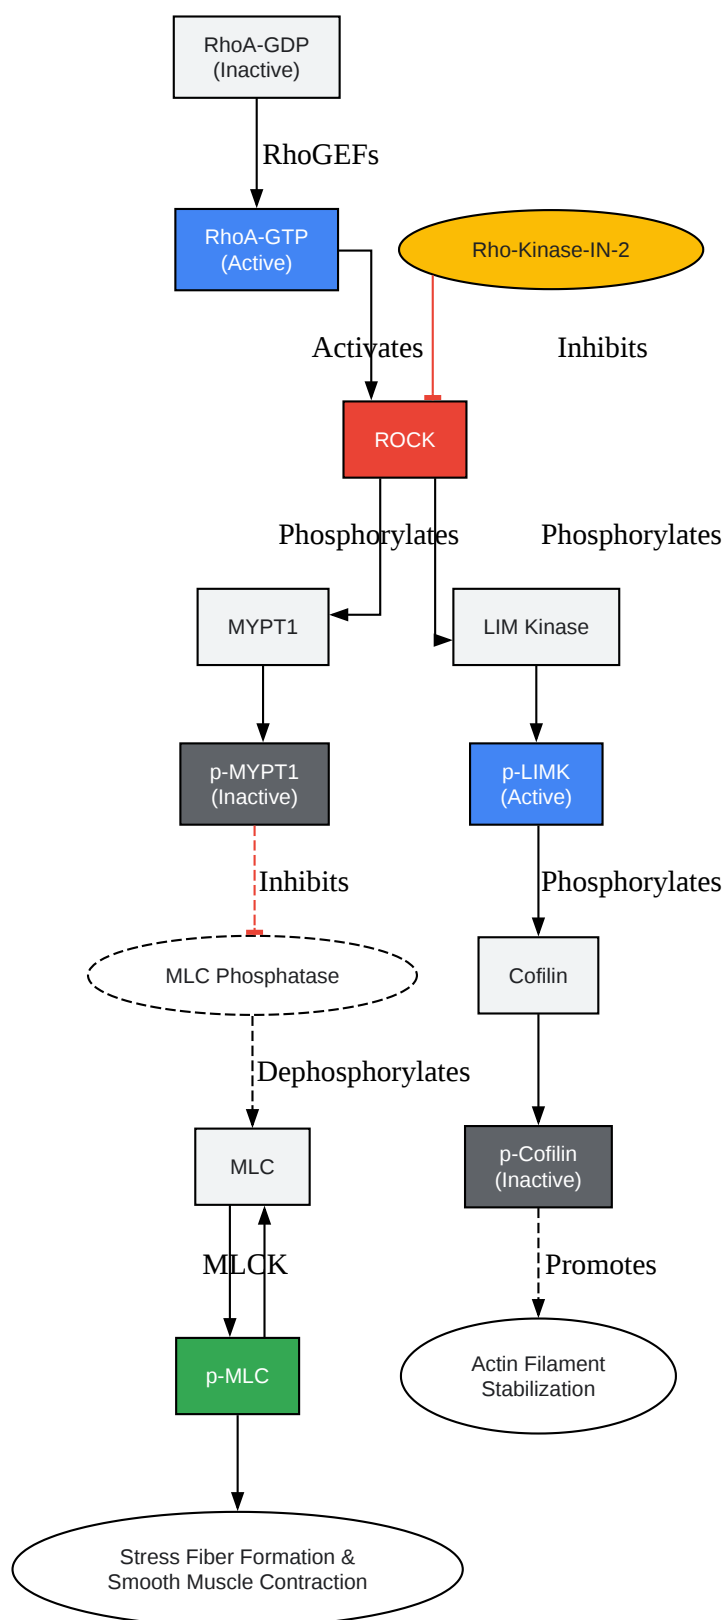 RhoA-GDP
(Inactive)
RhoGEFs
RhoA-GTP
(Active)
Rho-Kinase-IN-2
Activates
Inhibits
ROCK
Phosphorylates
Phosphorylates
MYPT1
LIM Kinase
p-MYPT1
(Inactive)
p-LIMK
(Active)
Inhibits
Phosphorylates
MLC Phosphatase
Cofilin
Dephosphorylates
MLC
p-Cofilin
(Inactive)
MLCK
Promotes
p-MLC
Actin Filament
Stabilization
Stress Fiber Formation &
Smooth Muscle Contraction